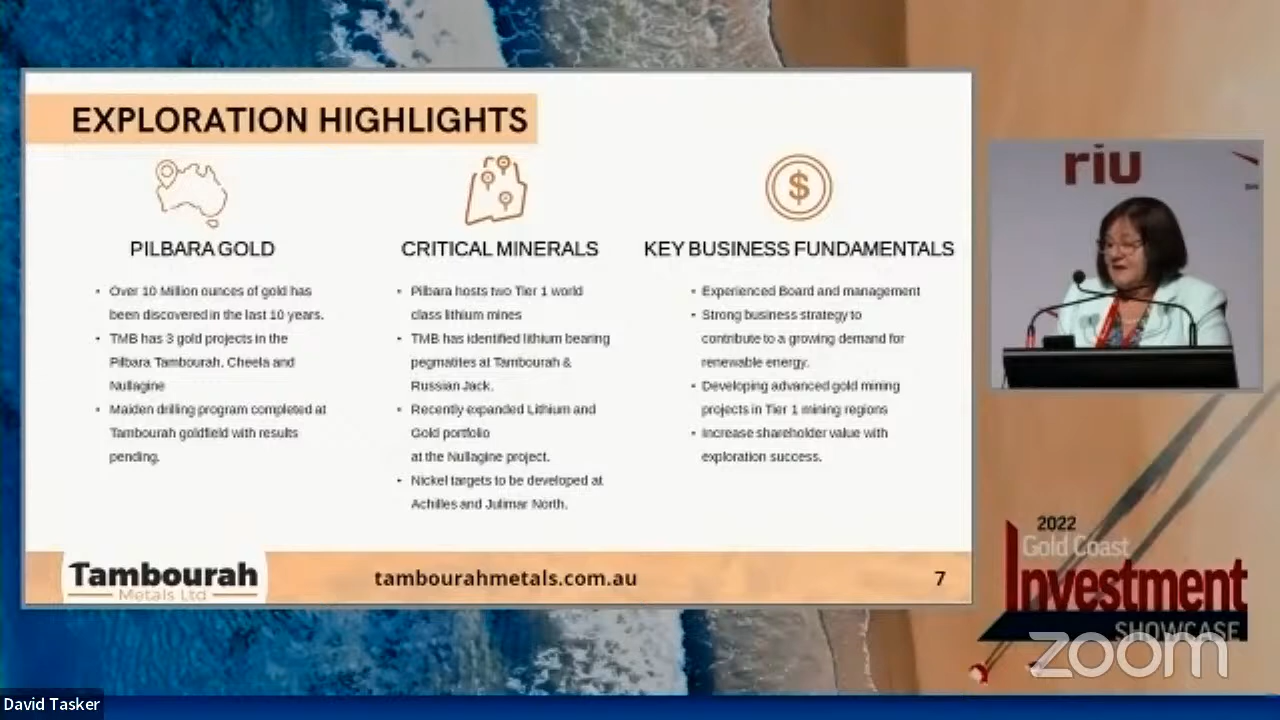 EXPLORATION HIGHLIGHTS
PILBARA GOLD
• Over 10 Million ounces of gold has
been discovered in the last 10 years.
• TMB has 3 gold projects in the
Pilbara Tambourah, Cheela and
Nullagine
• Maiden drilling program completed at
Tambourah goldfield with results
pending.
CRITICAL MINERALS
• Pilbara hosts two Tier 1 world
class lithium mines
• TMB has identified lithium bearing
pegmatites at Tambourah &
Russian Jack.
• Recently expanded Lithium and
Gold portfolio
at the Nullagine project.
• Nickel targets to be developed at
Achilles and Julimar North.
$
KEY BUSINESS FUNDAMENTALS
• Experienced Board and management
• Strong business strategy to
contribute to a growing demand for
renewable energy.
• Developing advanced gold mining
projects in Tier 1 mining regions
• Increase shareholder value with
exploration success.
Tambourah
Metals Ltd
tambourahmetals.com.au
7
riu
2022
Gold Coast
Investment
SHOWCASE
zoom
David Tasker